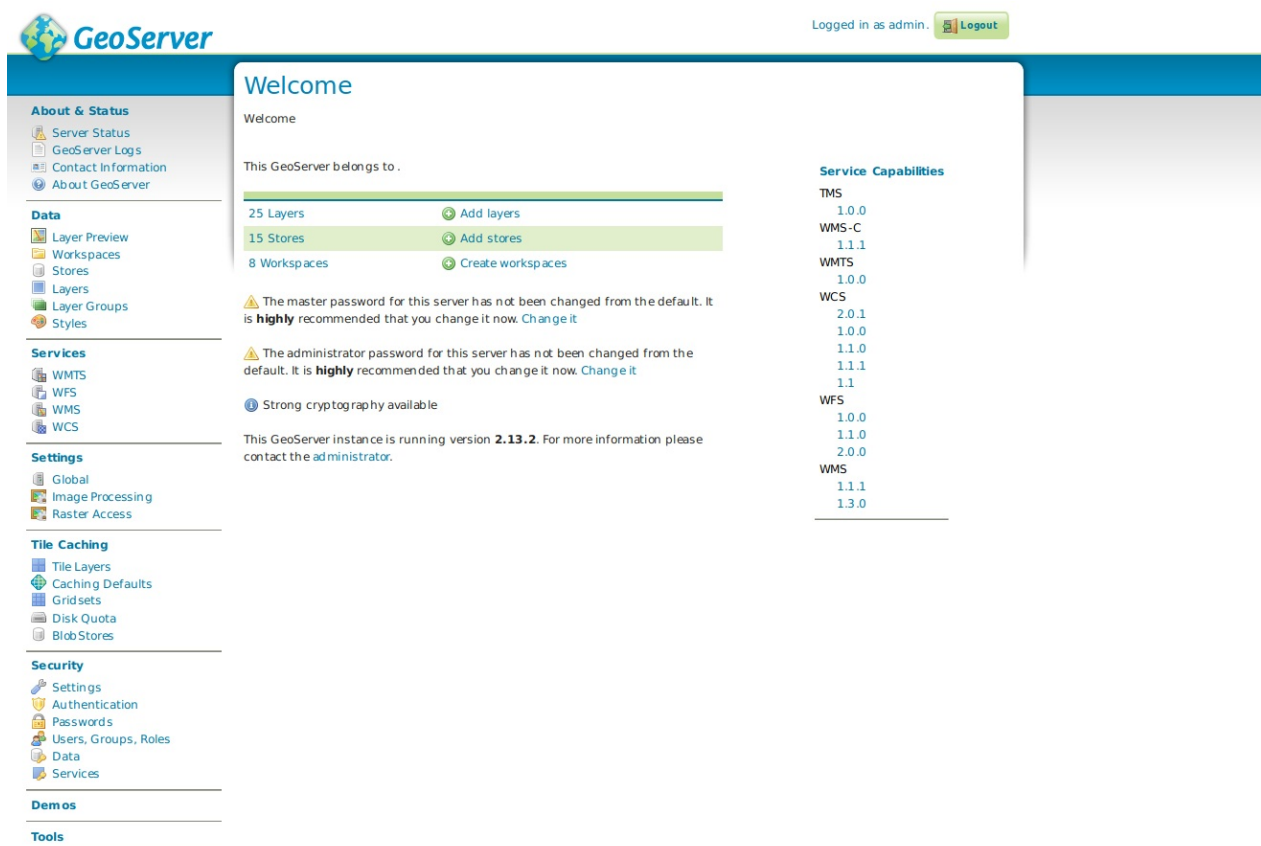 GeoServer
Logged in as admin.
Logout
About & Status
Server Status
GeoServer Logs
Contact Information
About GeoServer
Data
Layer Preview
Workspaces
Stores
Layers
Layer Groups
Styles
Services
WMTS
WFS
WMS
WCS
Settings
Global
Image Processing
Raster Access
Tile Caching
Tile Layers
Caching Defaults
Gridsets
Disk Quota
BlobStores
Security
Settings
Authentication
Passwords
Users, Groups, Roles
Data
Services
Demos
Tools
Welcome
Welcome
This GeoServer belongs to .
25 Layers Add layers
15 Stores Add stores
8 Workspaces Create workspaces
The master password for this server has not been changed from the default. It
is highly recommended that you change it now. Change it
The administrator password for this server has not been changed from the
default. It is highly recommended that you change it now. Change it
Strong cryptography available
This GeoServer instance is running version 2.13.2. For more information please
contact the administrator.
Service Capabilities
TMS
1.0.0
WMS-C
1.1.1
WMTS
1.0.0
WCS
2.0.1
1.0.0
1.1.0
1.1.1
1.1
WFS
1.0.0
1.1.0
2.0.0
WMS
1.1.1
1.3.0